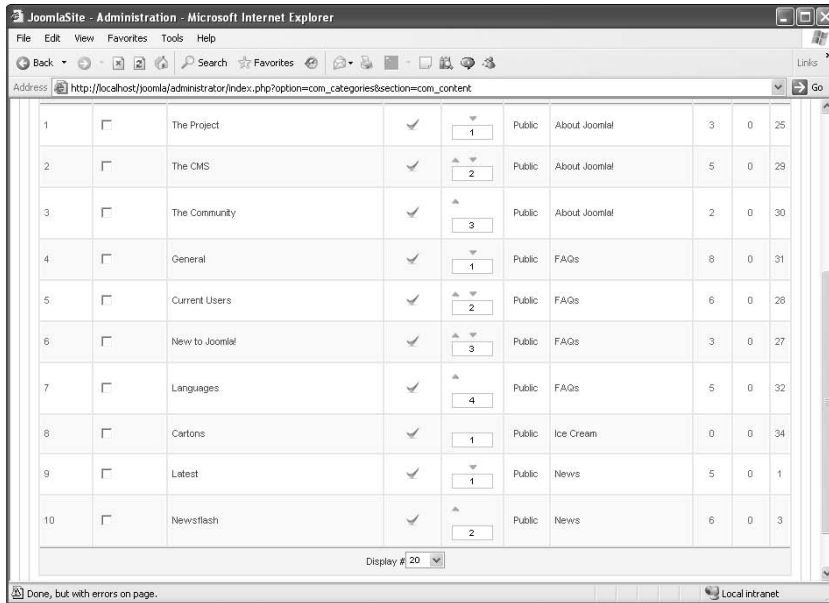 JoomlaSite - Administration - Microsoft Internet Explorer
File Edit View Favorites Tools Help
Back Search Favorites Links
Address http://localhost/joomla/administrator/index.php?option=com_categories&section=com_content Go
1 The Project 1 Public About Joomla! 3 0 25
2 The CMS 2 Public About Joomla! 5 0 29
3 The Community 3 Public About Joomla! 2 0 30
4 General 1 Public FAQs 8 0 31
5 Current Users 2 Public FAQs 6 0 28
6 New to Joomla! 3 Public FAQs 3 0 27
7 Languages 4 Public FAQs 5 0 32
8 Cartons 1 Public Ice Cream 0 0 34
9 Latest 1 Public News 5 0 1
10 Newsflash 2 Public News 6 0 3
Display # 20
Done, but with errors on page. Local intranet